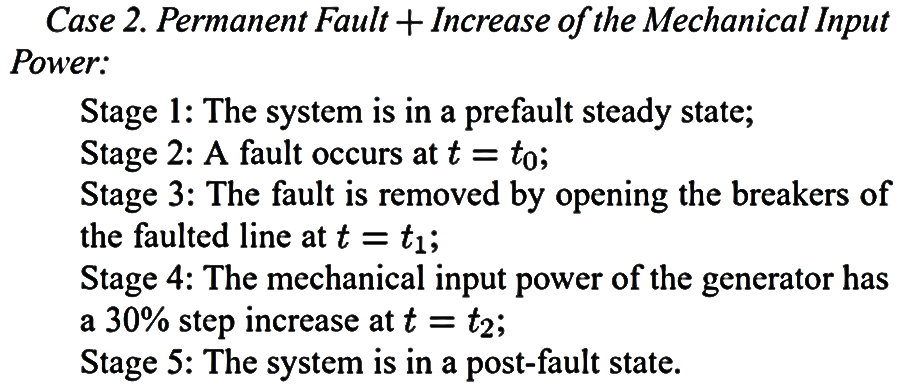 Case 2. Permanent Fault + Increase of the Mechanical Input
Power:
Stage 1: The system is in a prefault steady state;
Stage 2: A fault occurs at t = t₀;
Stage 3: The fault is removed by opening the breakers of
the faulted line at t = t₁;
Stage 4: The mechanical input power of the generator has
a 30% step increase at t = t₂;
Stage 5: The system is in a post-fault state.